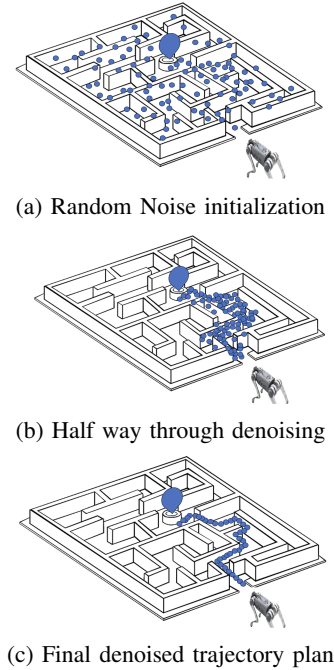 (a) Random Noise initialization
(b) Half way through denoising
(c) Final denoised trajectory plan